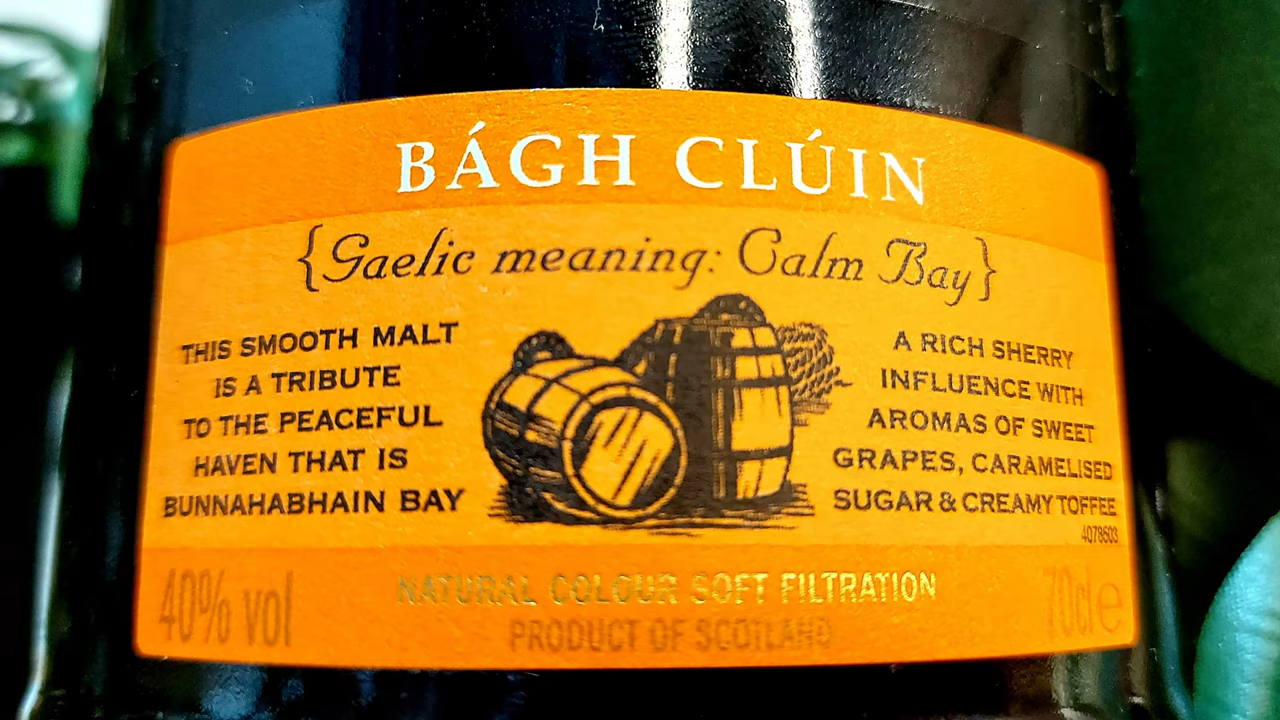 BÁGH CLÚIN
{Gaelic meaning: Calm Bay}
THIS SMOOTH MALT
IS A TRIBUTE
TO THE PEACEFUL
HAVEN THAT IS
BUNNAHABHAIN BAY
A RICH SHERRY
INFLUENCE WITH
AROMAS OF SWEET
GRAPES, CARAMELISED
SUGAR & CREAMY TOFFEE
4078603
40% vol
NATURAL COLOUR SOFT FILTRATION
70cl e
PRODUCT OF SCOTLAND